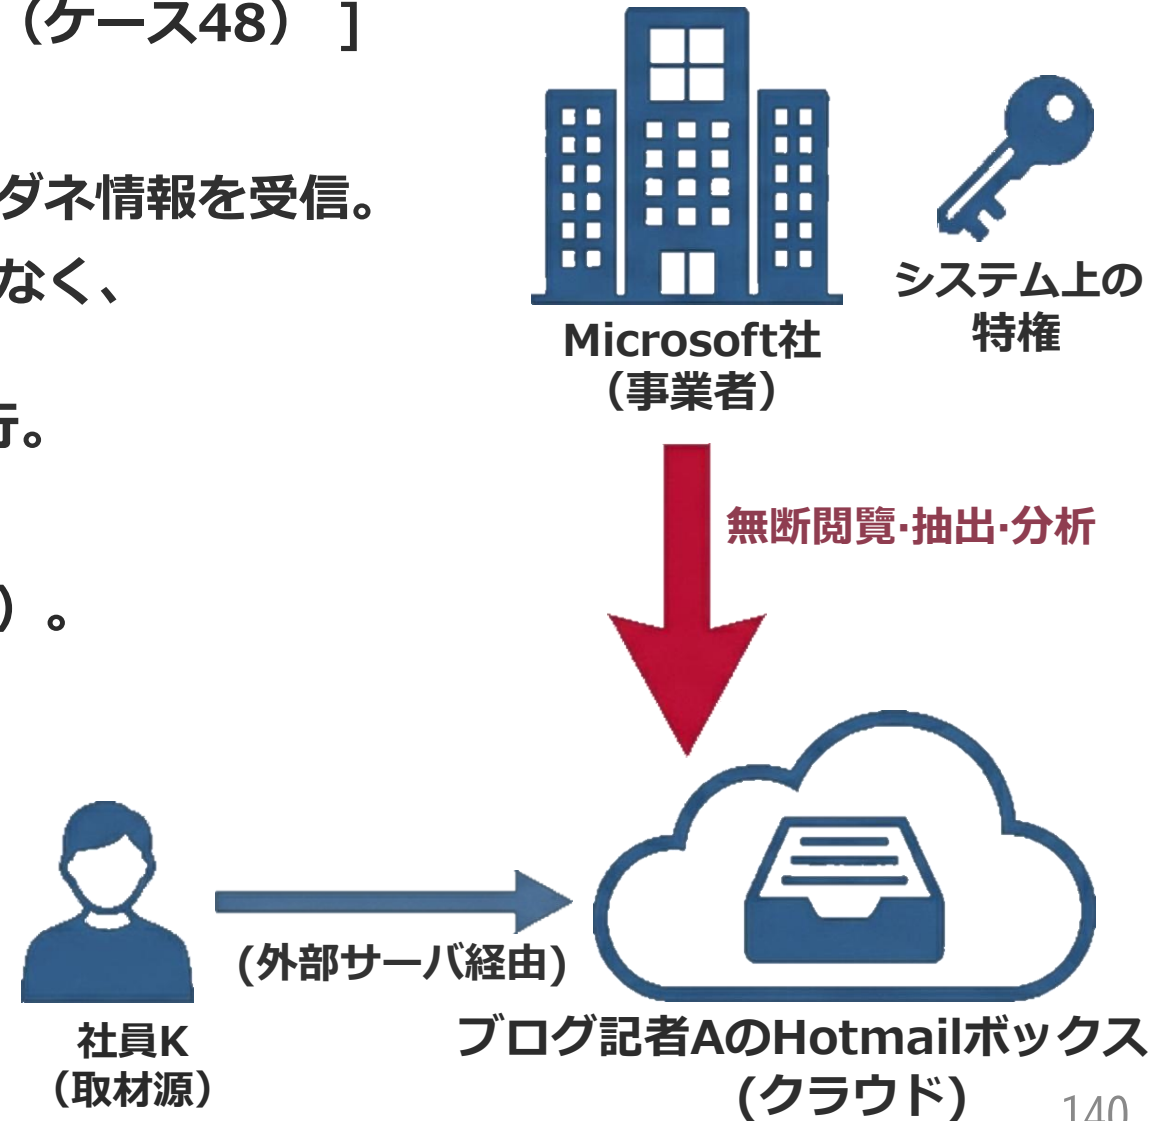 （ケース48） ]
ダネ情報を受信。
なく、
行。
）。
システム上の
特権
Microsoft社
（事業者）
無断閲覧·抽出·分析
(外部サーバ経由)
社員K
（取材源）
ブログ記者AのHotmailボックス
(クラウド)
140